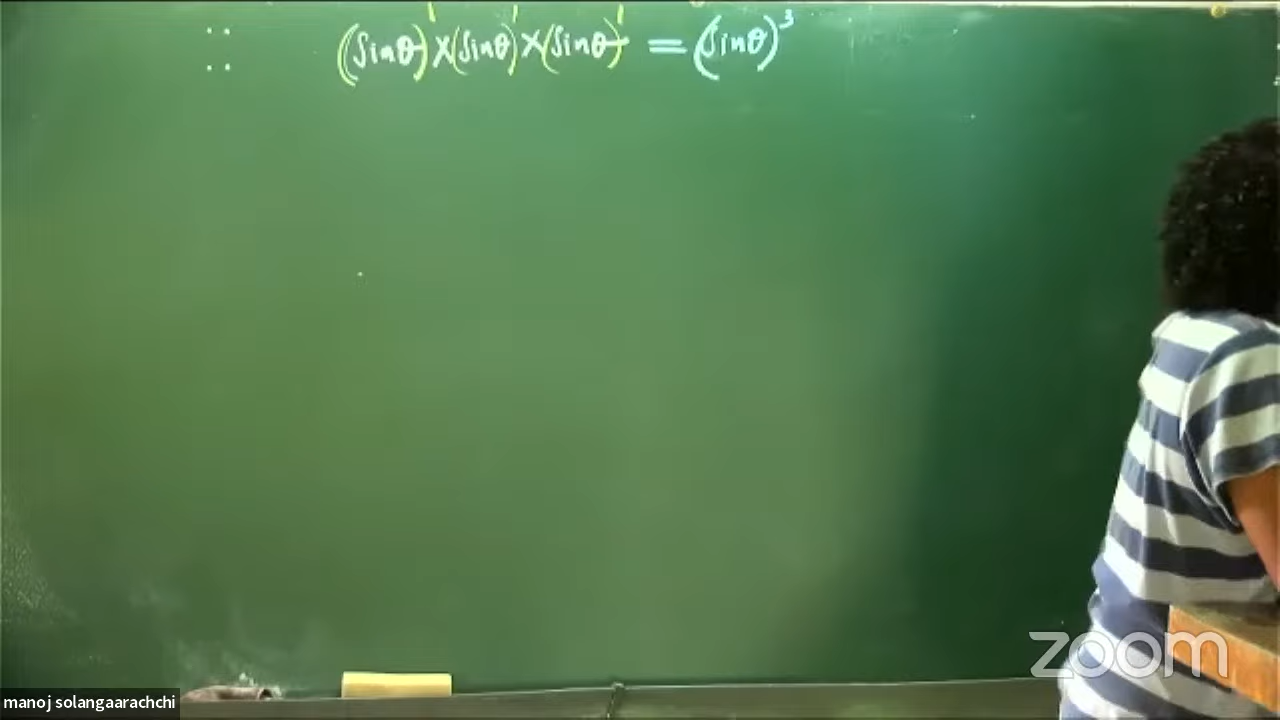 ∴ (sinθ)¹×(sinθ)¹×(sinθ)¹ = (sinθ)³
zoom
manoj solangaarachchi